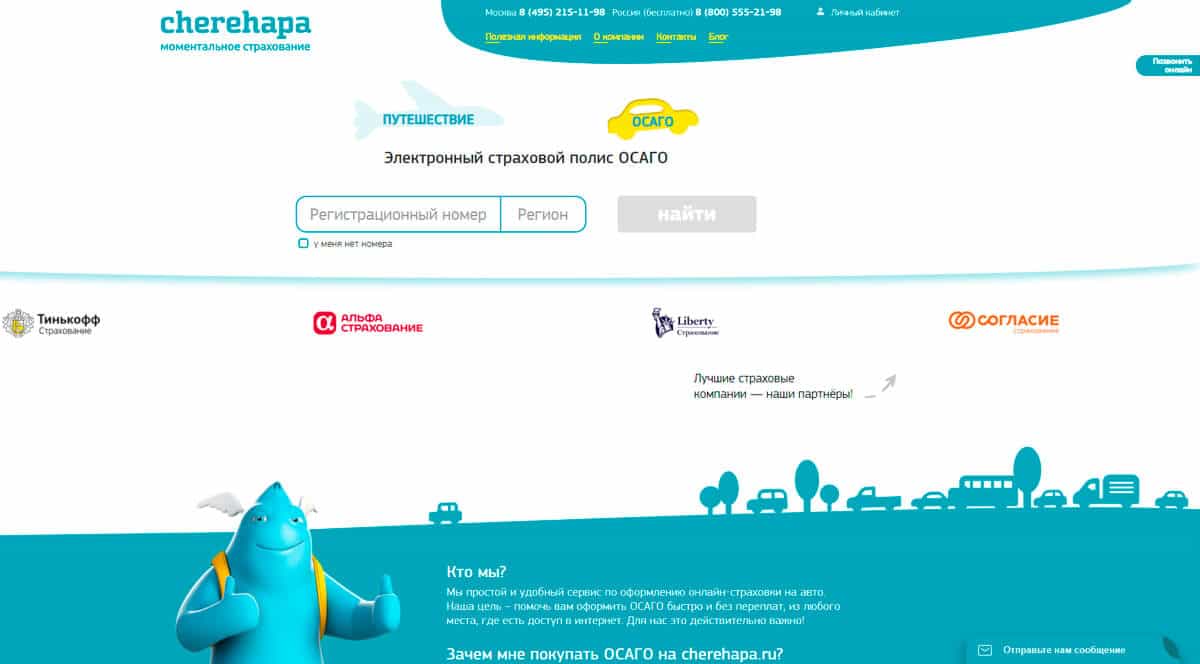 cherehapa
моментальное страхование
Москва 8 (495) 215-11-98 Россия (бесплатно) 8 (800) 555-21-98
Личный кабинет
Полезная информация О компании Контакты Блог
Позвонить
онлайн
ПУТЕШЕСТВИЕ
ОСАГО
Электронный страховой полис ОСАГО
Регистрационный номер
Регион
найти
у меня нет номера
Тинькофф
Страхование
АЛЬФА
СТРАХОВАНИЕ
Liberty
Страхование
СОГЛАСИЕ
страхование
Лучшие страховые
компании — наши партнёры!
Кто мы?
Мы простой и удобный сервис по оформлению онлайн-страховки на авто.
Наша цель – помочь вам оформить ОСАГО быстро и без переплат, из любого
места, где есть доступ в интернет. Для нас это действительно важно!
Зачем мне покупать ОСАГО на cherehapa.ru?
Отправьте нам сообщение